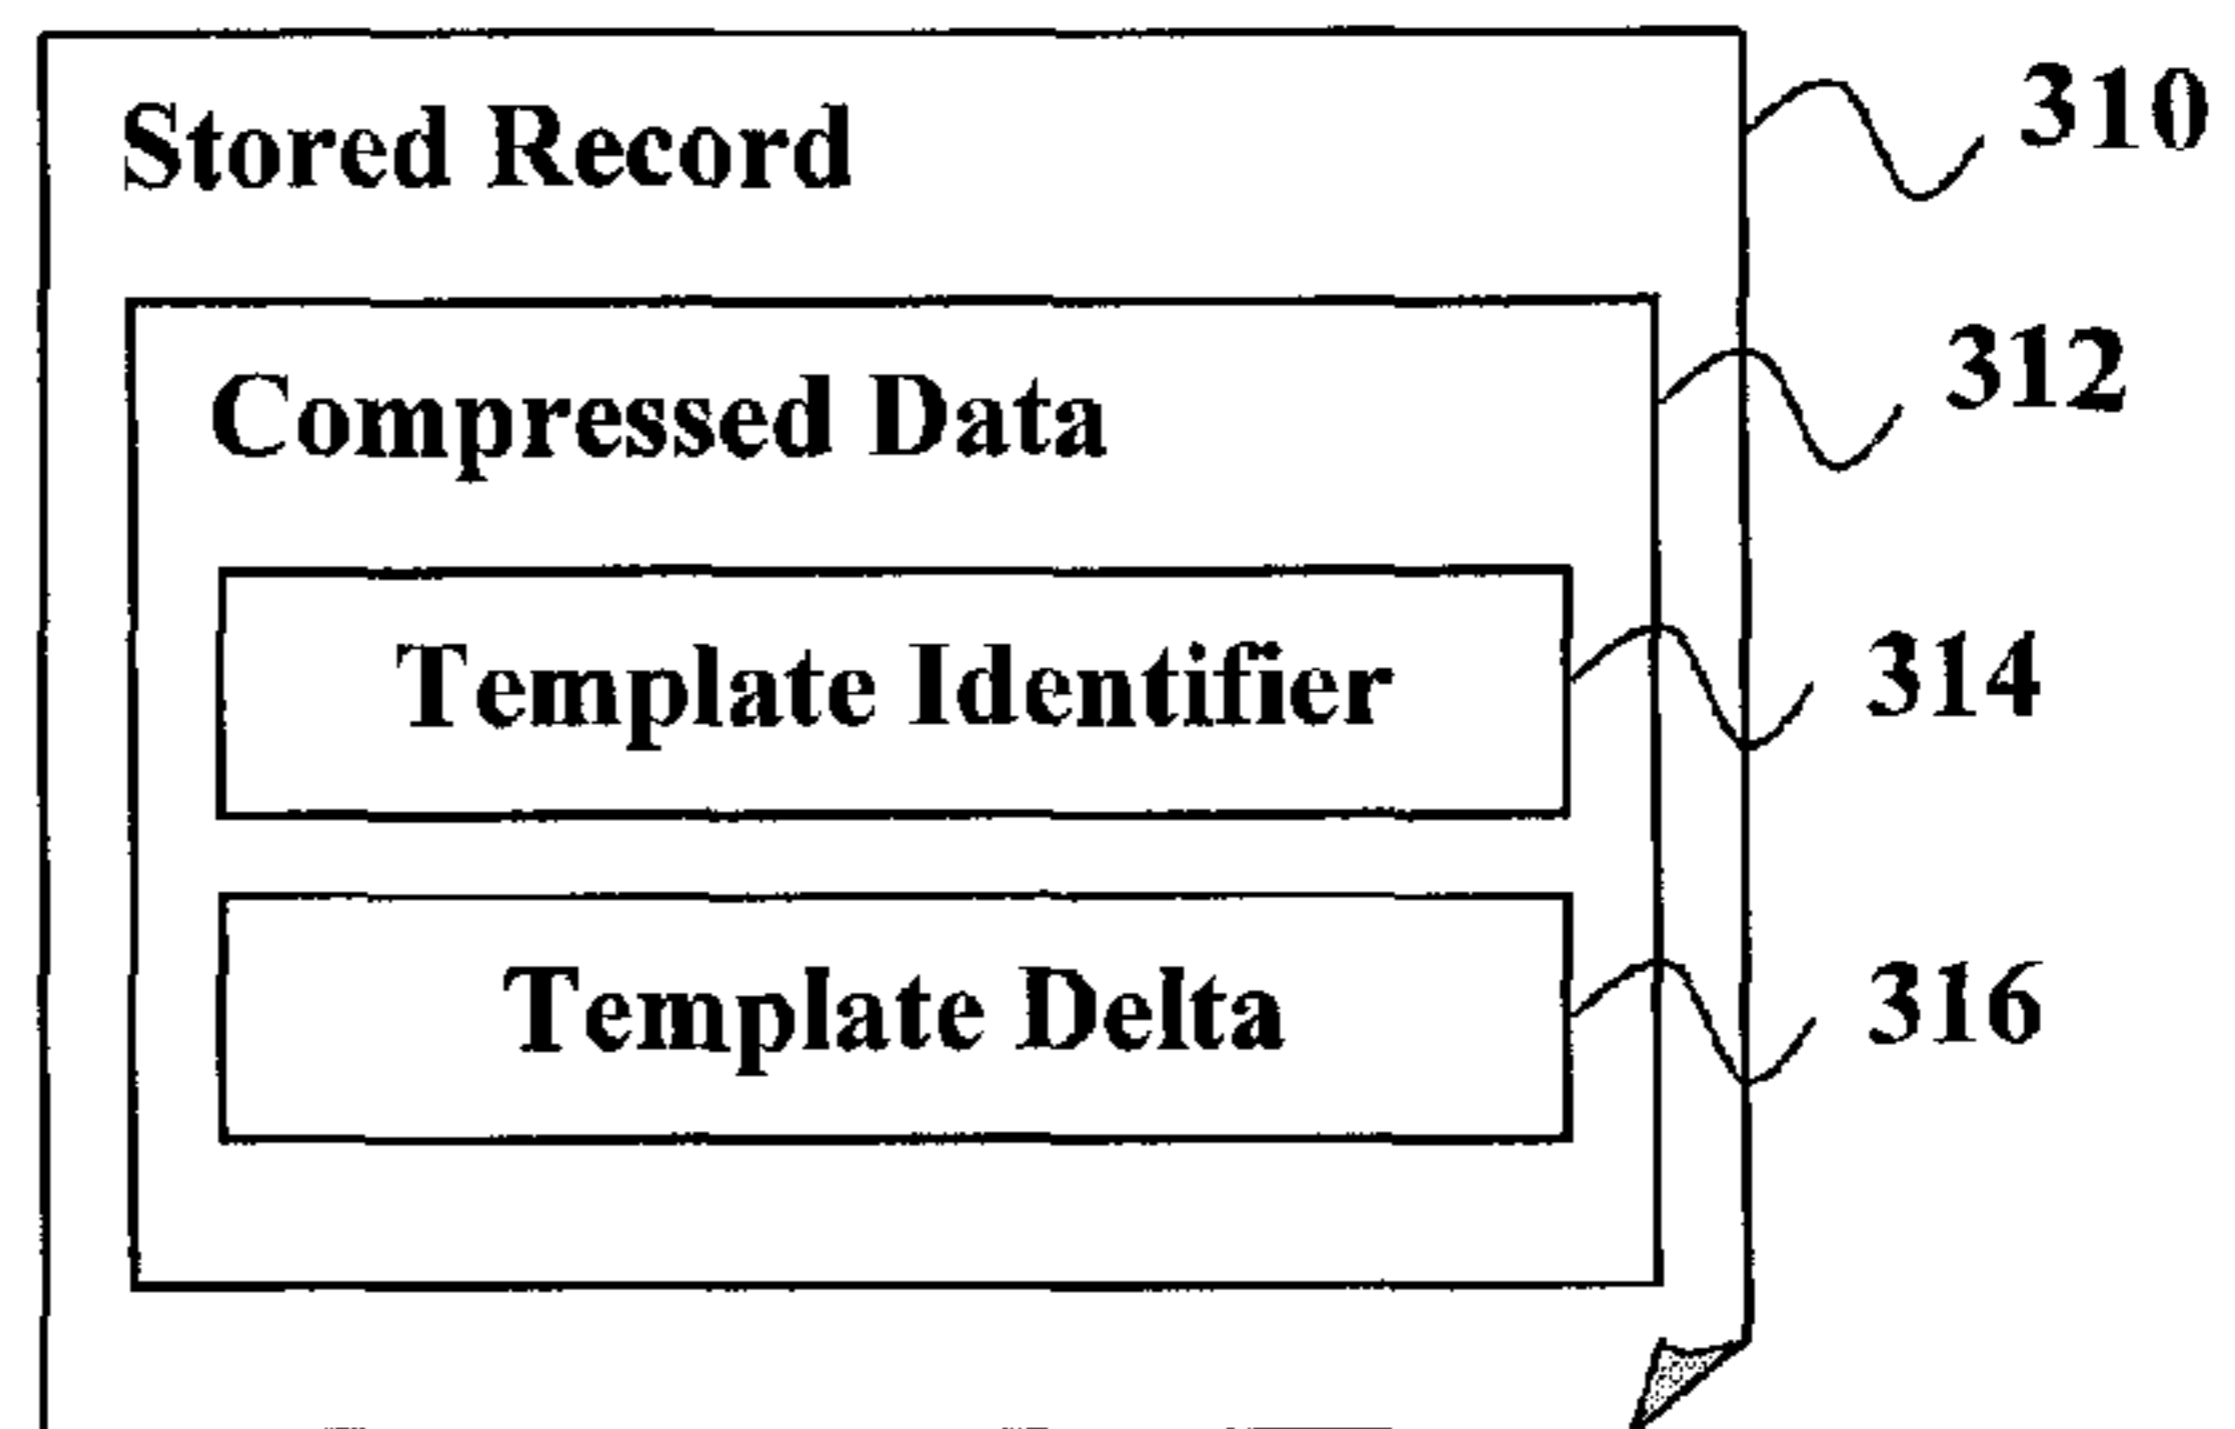 Stored Record 310
Compressed Data 312
Template Identifier 314
Template Delta 316